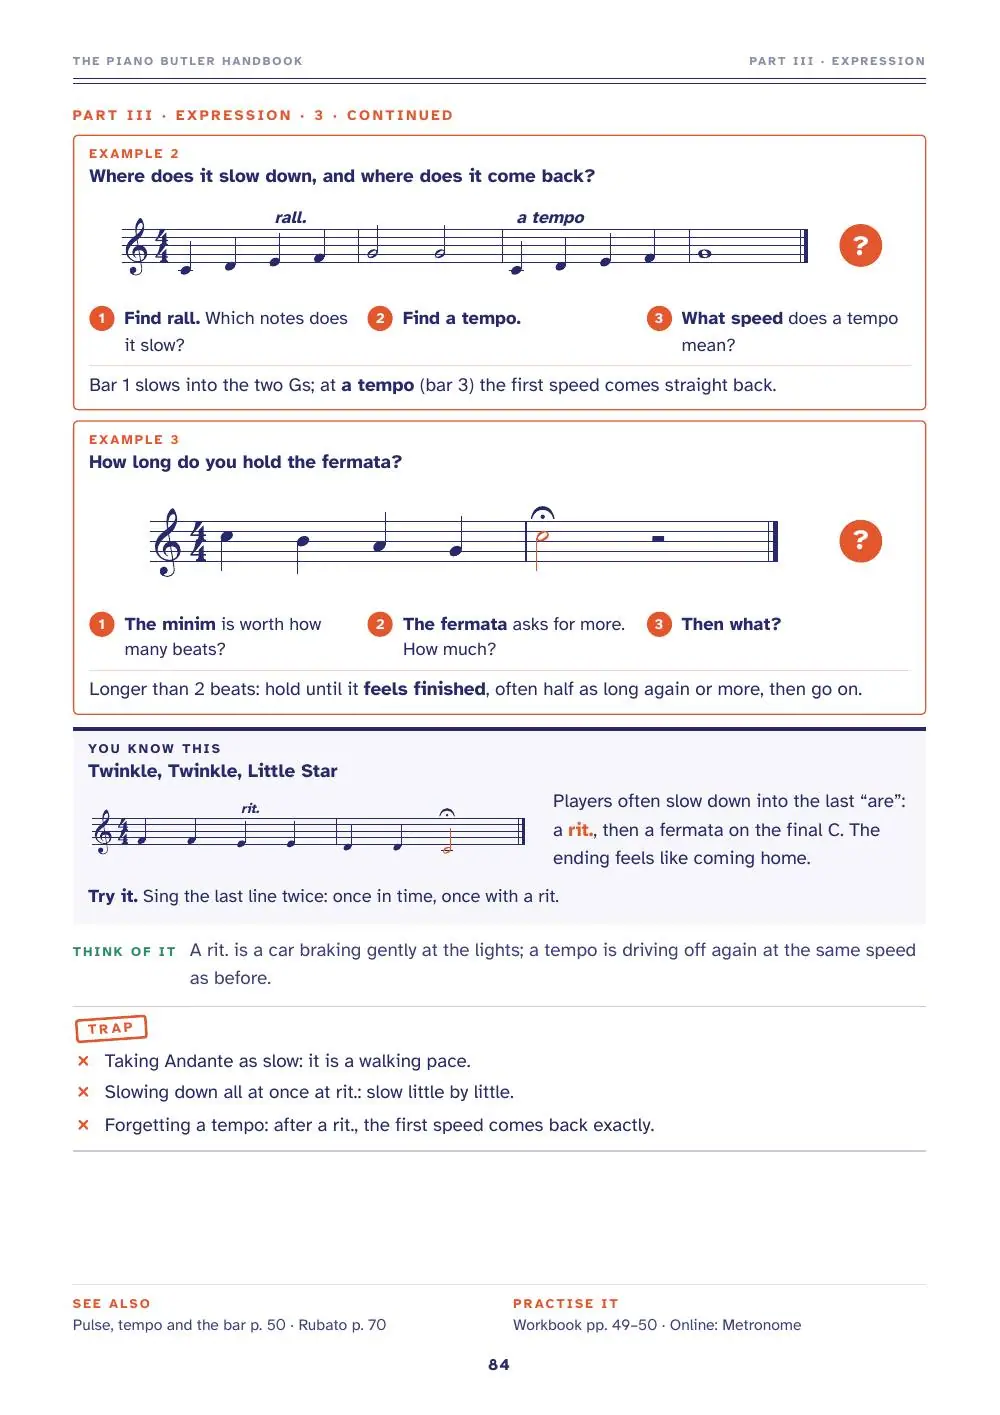 THE PIANO BUTLER HANDBOOK
PART III · EXPRESSION
PART III · EXPRESSION · 3 · CONTINUED
EXAMPLE 2
Where does it slow down, and where does it come back?
rall.
a tempo
4
4
?
1 Find rall. Which notes does
it slow?
2 Find a tempo.
3 What speed does a tempo
mean?
Bar 1 slows into the two Gs; at a tempo (bar 3) the first speed comes straight back.
EXAMPLE 3
How long do you hold the fermata?
4
4
?
1 The minim is worth how
many beats?
2 The fermata asks for more.
How much?
3 Then what?
Longer than 2 beats: hold until it feels finished, often half as long again or more, then go on.
YOU KNOW THIS
Twinkle, Twinkle, Little Star
rit.
4
4
Players often slow down into the last “are”:
a rit., then a fermata on the final C. The
ending feels like coming home.
Try it. Sing the last line twice: once in time, once with a rit.
THINK OF IT
A rit. is a car braking gently at the lights; a tempo is driving off again at the same speed
as before.
TRAP
× Taking Andante as slow: it is a walking pace.
× Slowing down all at once at rit.: slow little by little.
× Forgetting a tempo: after a rit., the first speed comes back exactly.
SEE ALSO
Pulse, tempo and the bar p. 50 · Rubato p. 70
PRACTISE IT
Workbook pp. 49–50 · Online: Metronome
84